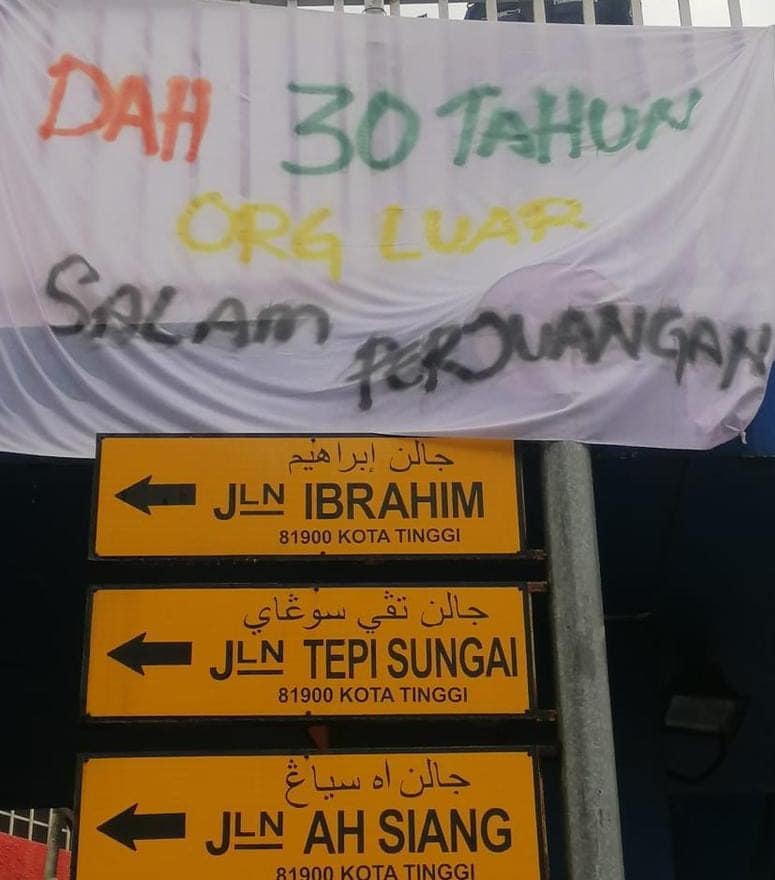 DAH 30 TAHUN
ORG LUAR
SALAM PERJUANGAN
جالن إبراهيم
JLN IBRAHIM
81900 KOTA TINGGI
جالن تڤي سوڠاي
JLN TEPI SUNGAI
81900 KOTA TINGGI
جالن اه سياڠ
JLN AH SIANG
81900 KOTA TINGGI